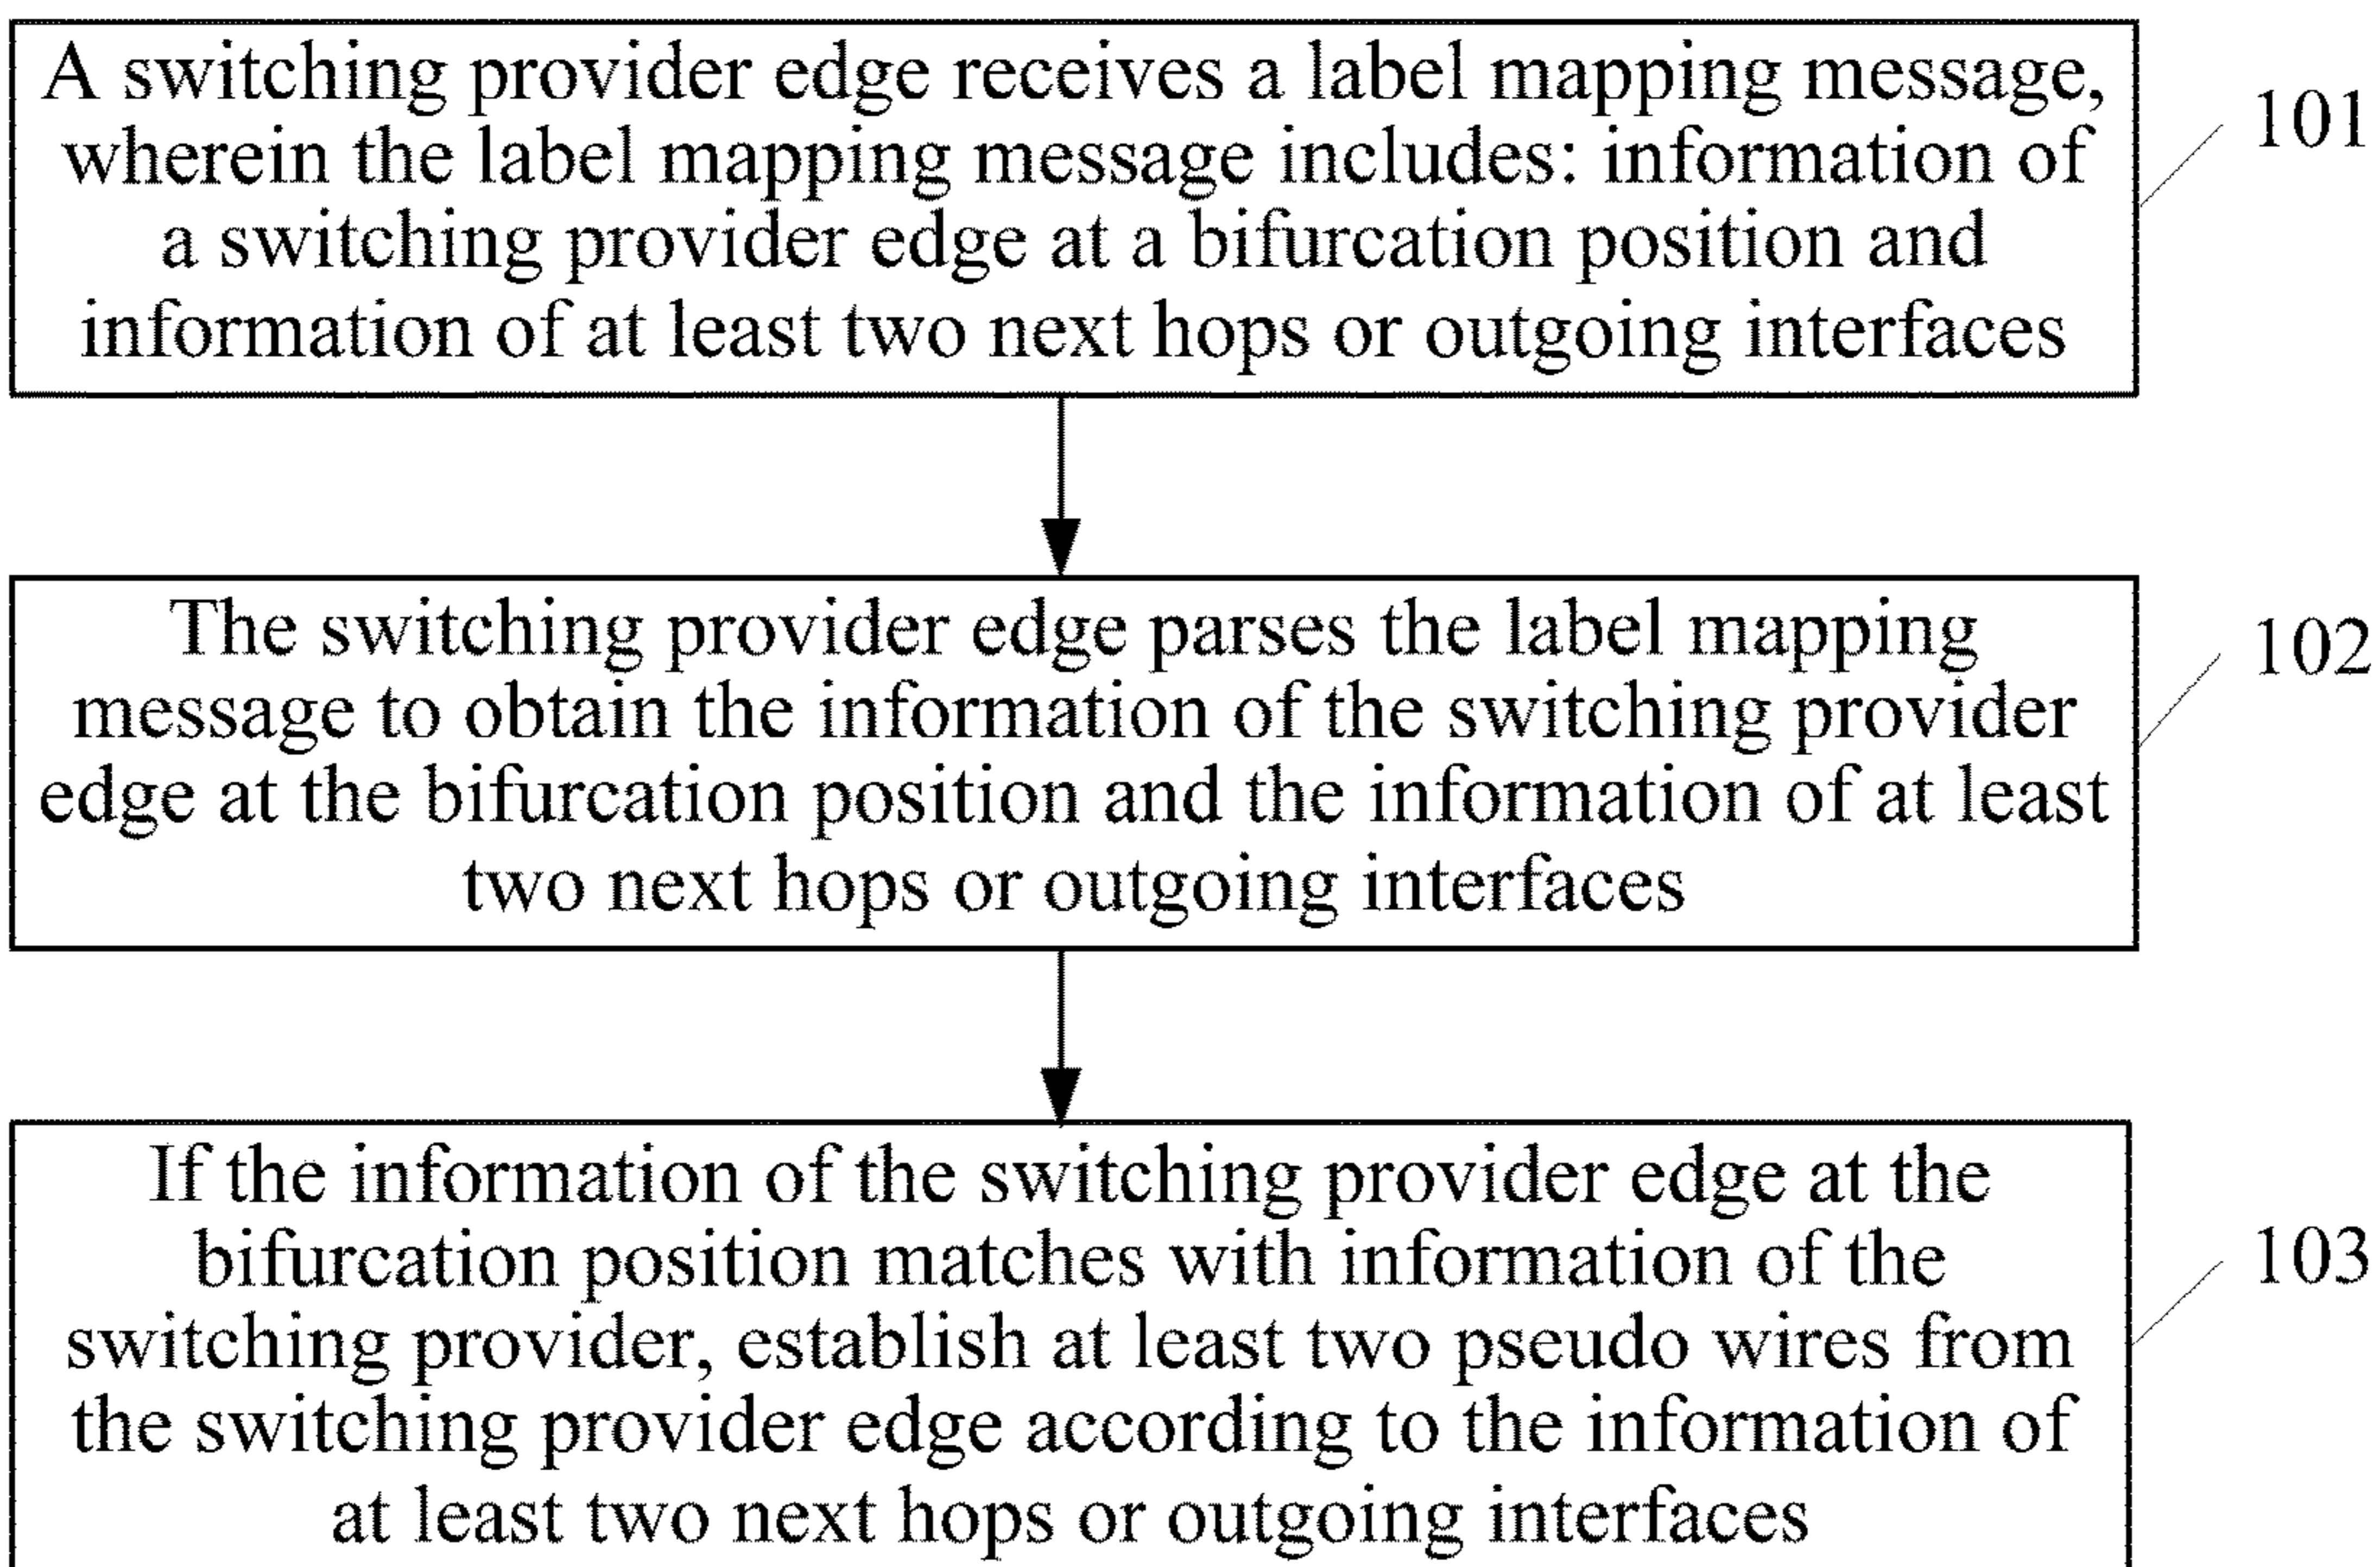 A switching provider edge receives a label mapping message,
wherein the label mapping message includes: information of
a switching provider edge at a bifurcation position and
information of at least two next hops or outgoing interfaces
101
The switching provider edge parses the label mapping
message to obtain the information of the switching provider
edge at the bifurcation position and the information of at least
two next hops or outgoing interfaces
102
If the information of the switching provider edge at the
bifurcation position matches with information of the
switching provider, establish at least two pseudo wires from
the switching provider edge according to the information of
at least two next hops or outgoing interfaces
103